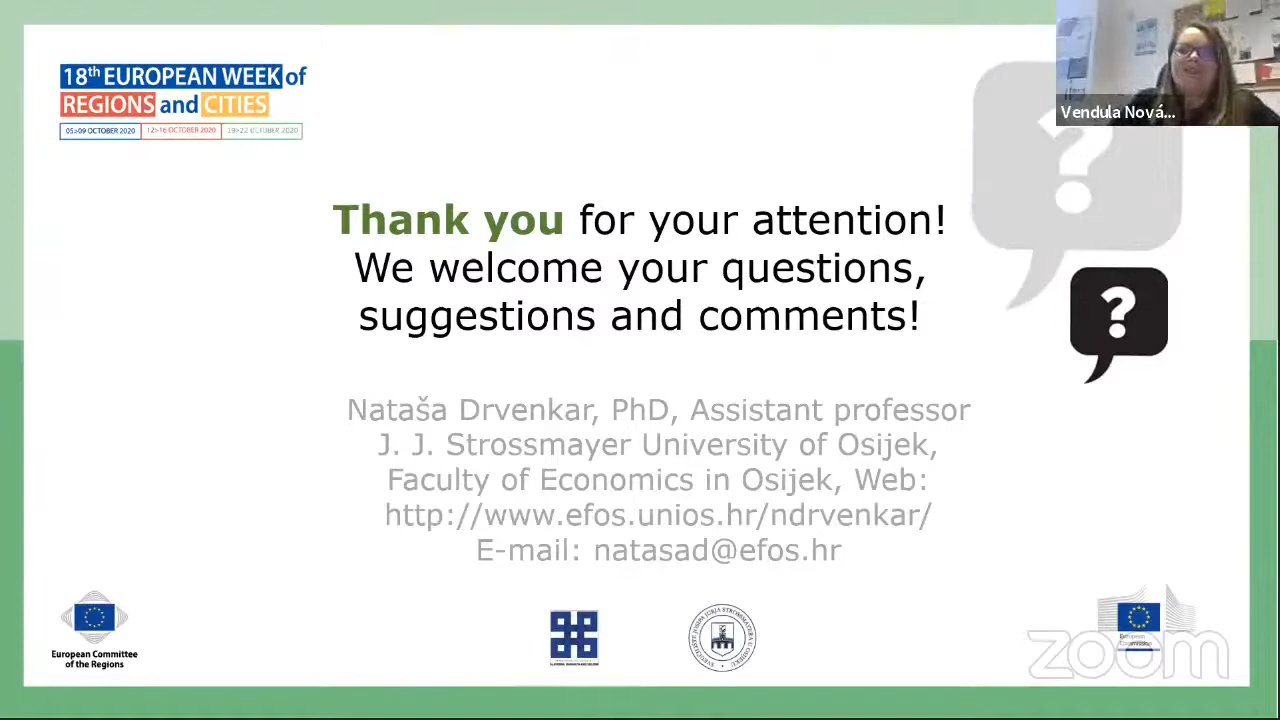 18th EUROPEAN WEEK of
REGIONS and CITIES
05>09 OCTOBER 2020 12>16 OCTOBER 2020 19>22 OCTOBER 2020
Vendula Nová...
Thank you for your attention!
We welcome your questions,
suggestions and comments!
Nataša Drvenkar, PhD, Assistant professor
J. J. Strossmayer University of Osijek,
Faculty of Economics in Osijek, Web:
http://www.efos.unios.hr/ndrvenkar/
E-mail: natasad@efos.hr
European Committee
of the Regions
European
Commission
zoom